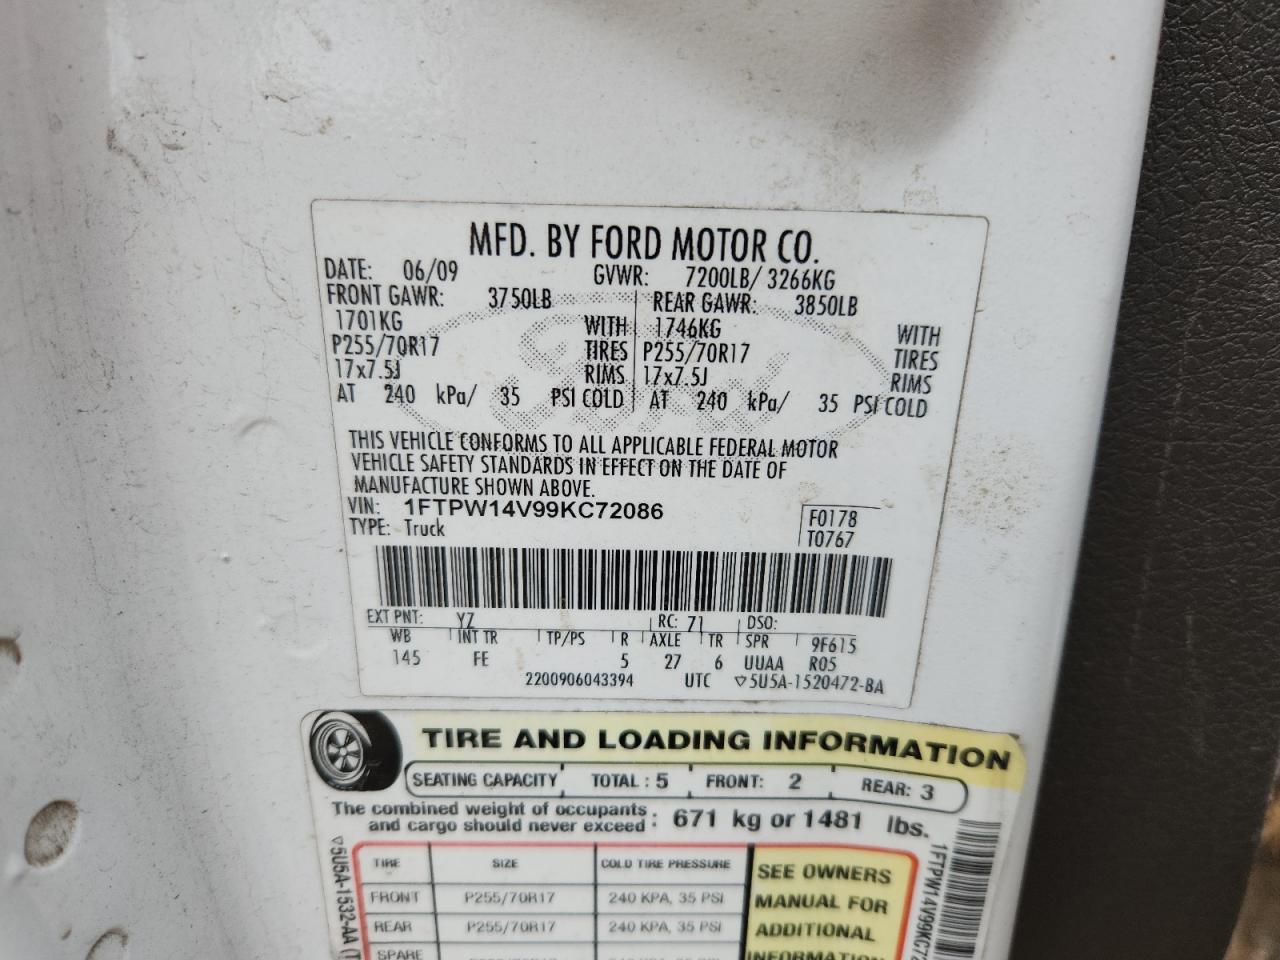 MFD. BY FORD MOTOR CO.
DATE: 06/09 GVWR: 7200LB/ 3266KG
FRONT GAWR: 3750LB REAR GAWR: 3850LB
1701KG WITH 1746KG WITH
P255/70R17 TIRES P255/70R17 TIRES
17x7.5J RIMS 17x7.5J RIMS
AT 240 kPa/ 35 PSI COLD AT 240 kPa/ 35 PSI COLD
THIS VEHICLE CONFORMS TO ALL APPLICABLE FEDERAL MOTOR
VEHICLE SAFETY STANDARDS IN EFFECT ON THE DATE OF
MANUFACTURE SHOWN ABOVE.
VIN: 1FTPW14V99KC72086
TYPE: Truck
F0178
T0767
EXT PNT: YZ RC: 71 DSO:
WB INT TR TP/PS R AXLE TR SPR 9F615
145 FE 5 27 6 UUAA R05
2200906043394 UTC ▽5U5A-1520472-BA
TIRE AND LOADING INFORMATION
SEATING CAPACITY TOTAL : 5 FRONT: 2 REAR: 3
The combined weight of occupants
and cargo should never exceed : 671 kg or 1481 lbs.
TIRE SIZE COLD TIRE PRESSURE
FRONT P255/70R17 240 KPA, 35 PSI
REAR P255/70R17 240 KPA, 35 PSI
SPARE
SEE OWNERS
MANUAL FOR
ADDITIONAL
INFORMATION
▽5U5A-1532-AA (T
1FTPW14V99KC72